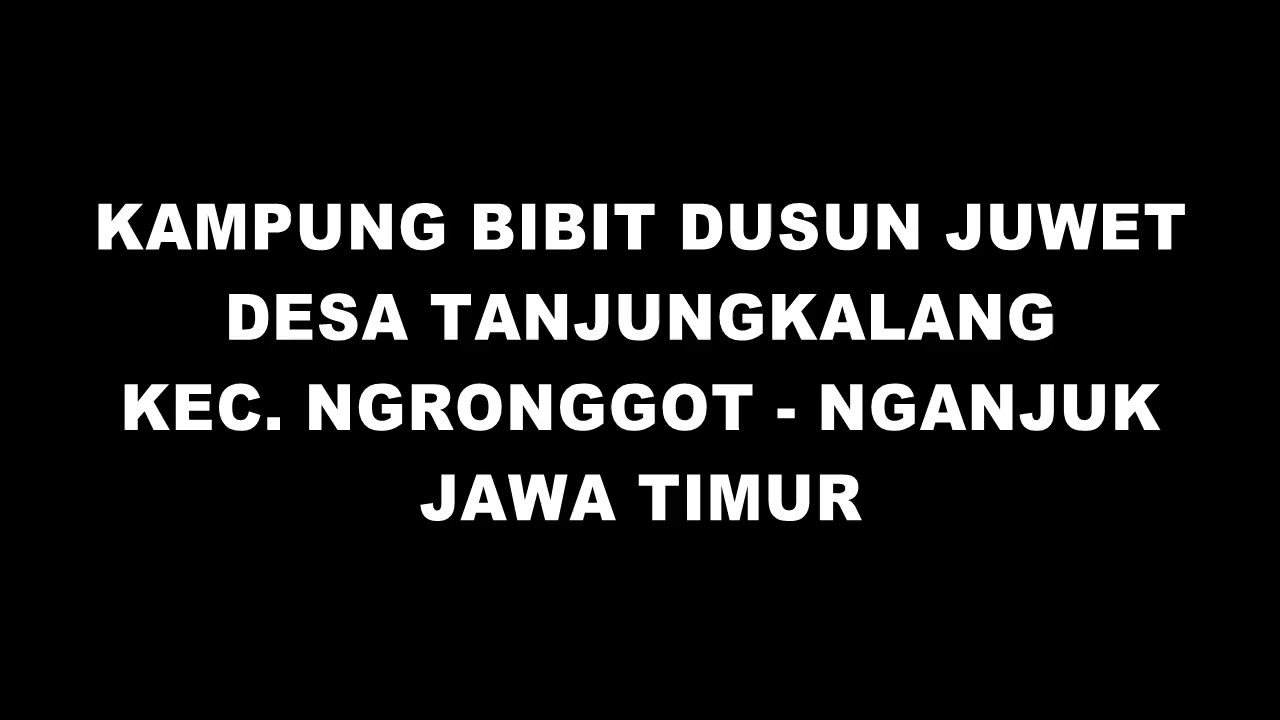 KAMPUNG BIBIT DUSUN JUWET
DESA TANJUNGKALANG
KEC. NGRONGGOT - NGANJUK
JAWA TIMUR